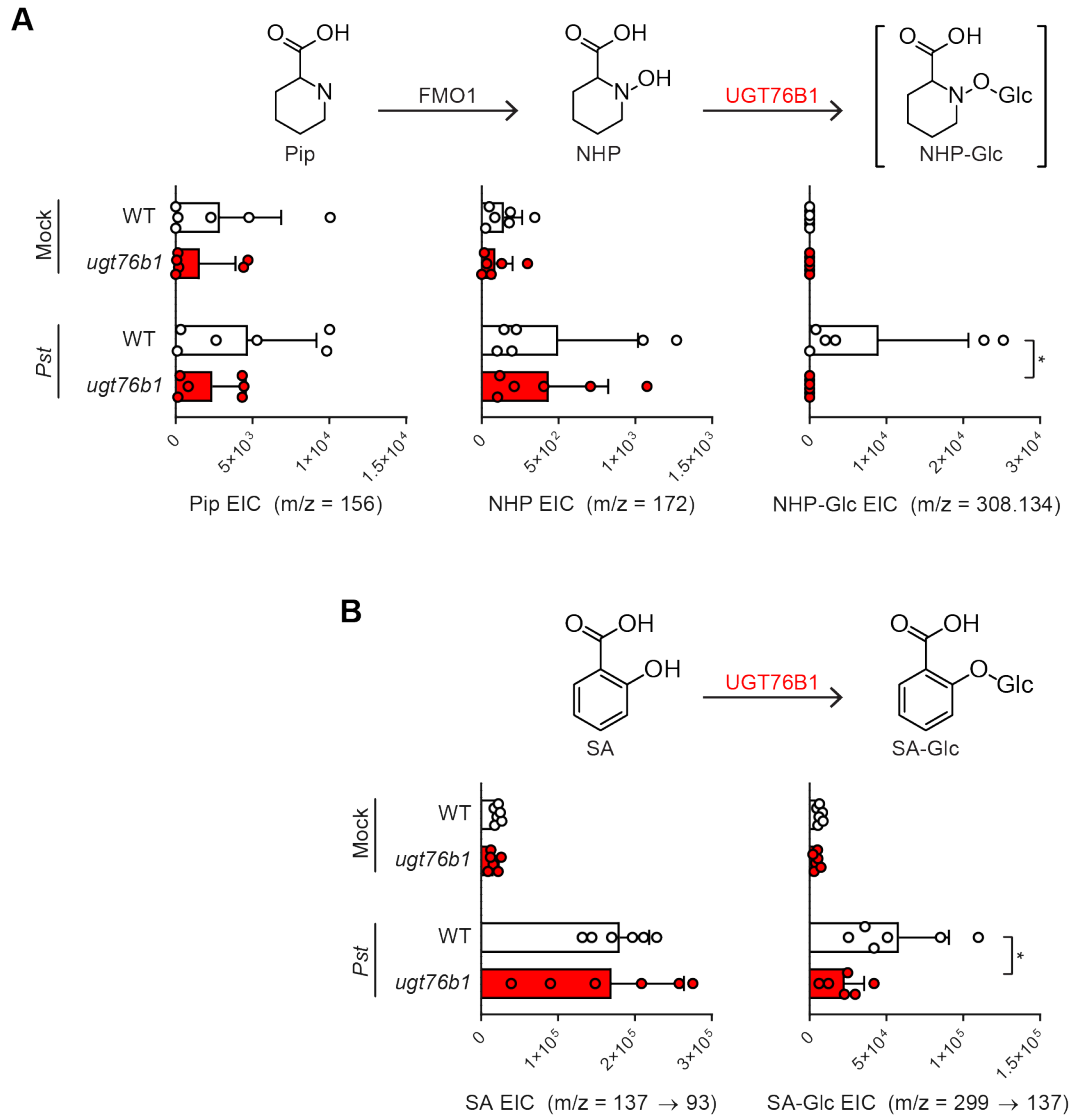 A
O OH O OH O OH
N FMO1 N OH UGT76B1 N O Glc
Pip NHP NHP-Glc
Mock WT
ugt76b1
Pst WT
ugt76b1
0 5×10³ 1×10⁴ 1.5×10⁴ 0 5×10² 1×10³ 1.5×10³ 0 1×10⁴ 2×10⁴ 3×10⁴
*
Pip EIC (m/z = 156) NHP EIC (m/z = 172) NHP-Glc EIC (m/z = 308.134)
B
O OH O OH
OH UGT76B1 O Glc
SA SA-Glc
Mock WT
ugt76b1
Pst WT
ugt76b1
*
0 1×10⁵ 2×10⁵ 3×10⁵ 0 5×10⁴ 1×10⁵ 1.5×10⁵
SA EIC (m/z = 137 → 93) SA-Glc EIC (m/z = 299 → 137)